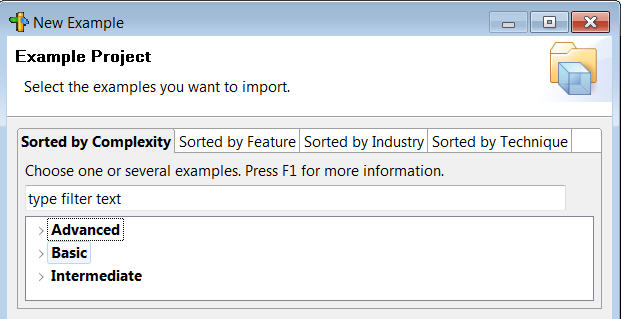 New Example
Example Project
Select the examples you want to import.
Sorted by Complexity Sorted by Feature Sorted by Industry Sorted by Technique
Choose one or several examples. Press F1 for more information.
type filter text
Advanced
Basic
Intermediate